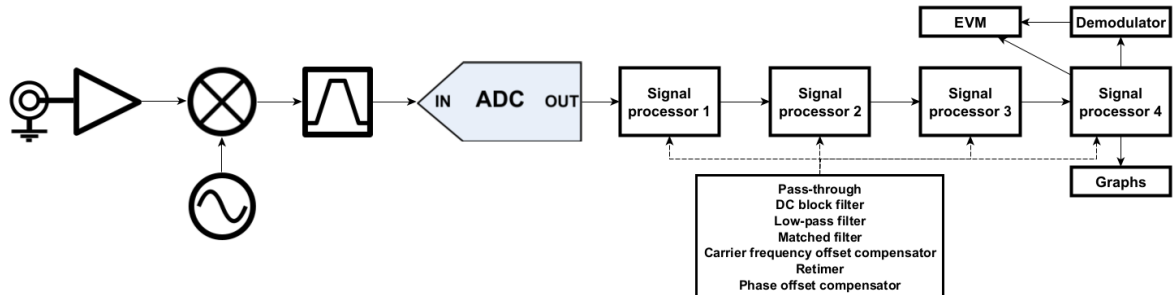 EVM
Demodulator
IN
ADC
OUT
Signal
processor 1
Signal
processor 2
Signal
processor 3
Signal
processor 4
Graphs
Pass-through
DC block filter
Low-pass filter
Matched filter
Carrier frequency offset compensator
Retimer
Phase offset compensator